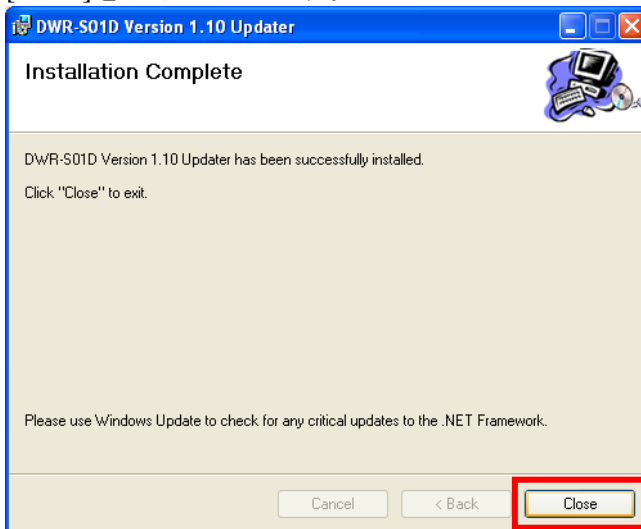 DWR-S01D Version 1.10 Updater
Installation Complete
DWR-S01D Version 1.10 Updater has been successfully installed.
Click "Close" to exit.
Please use Windows Update to check for any critical updates to the .NET Framework.
Cancel
< Back
Close